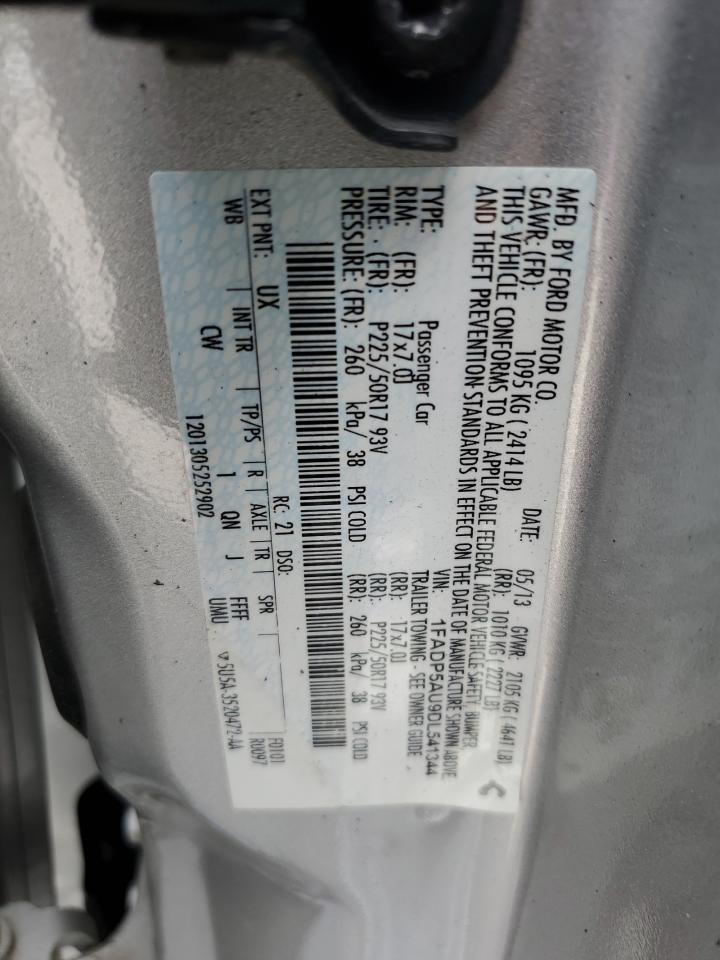 MFD. BY FORD MOTOR CO.
DATE: 05/13 GVWR: 2105 KG ( 4641 LB)
GAWR: (FR): 1095 KG ( 2414 LB) (RR): 1010 KG ( 2227 LB)
THIS VEHICLE CONFORMS TO ALL APPLICABLE FEDERAL MOTOR VEHICLE SAFETY, BUMPER,
AND THEFT PREVENTION STANDARDS IN EFFECT ON THE DATE OF MANUFACTURE SHOWN ABOVE
VIN: 1FADP5AU9DL541344
TYPE: Passenger Car TRAILER TOWING - SEE OWNER GUIDE
RIM: (FR): 17x7.0J (RR): 17x7.0J
TIRE: (FR): P225/50R17 93V (RR): P225/50R17 93V
PRESSURE: (FR): 260 kPa/ 38 PSI COLD (RR): 260 kPa/ 38 PSI COLD
RC: 21 DSO: F0101
EXT PNT: UX R0097
WB INT TR TP/PS R AXLE TR SPR
CW 1 QN J FFFF
1201305252902 UMU
5U5A-3520472-AA